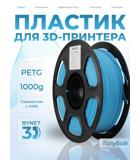 ПЛАСТИК
ДЛЯ 3D-ПРИНТЕРА
PETG
1000g
Совместим
с AMS
BYNET
3D
Голубой